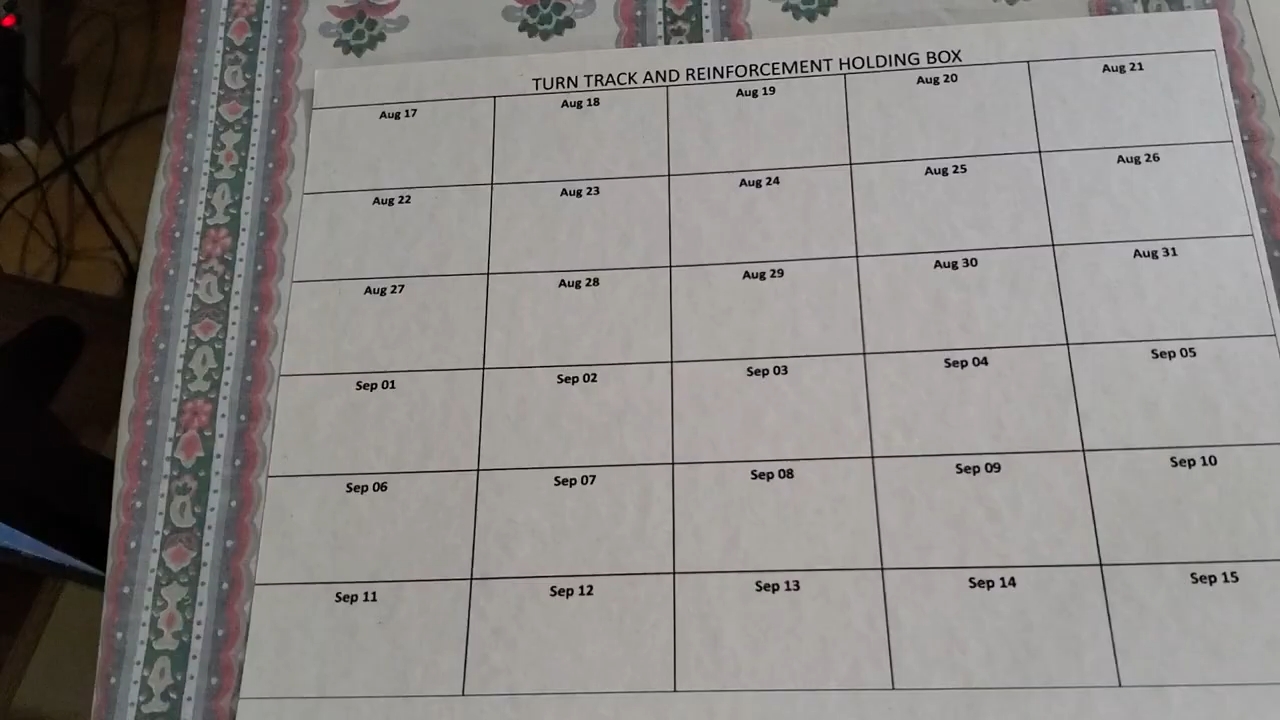 TURN TRACK AND REINFORCEMENT HOLDING BOX
Aug 17 Aug 18 Aug 19 Aug 20 Aug 21
Aug 22 Aug 23 Aug 24 Aug 25 Aug 26
Aug 27 Aug 28 Aug 29 Aug 30 Aug 31
Sep 01 Sep 02 Sep 03 Sep 04 Sep 05
Sep 06 Sep 07 Sep 08 Sep 09 Sep 10
Sep 11 Sep 12 Sep 13 Sep 14 Sep 15